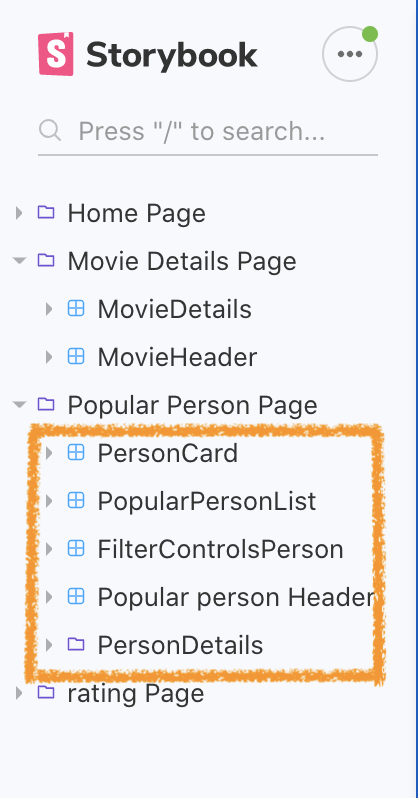 Storybook
Press "/" to search...
Home Page
Movie Details Page
MovieDetails
MovieHeader
Popular Person Page
PersonCard
PopularPersonList
FilterControlsPerson
Popular person Header
PersonDetails
rating Page